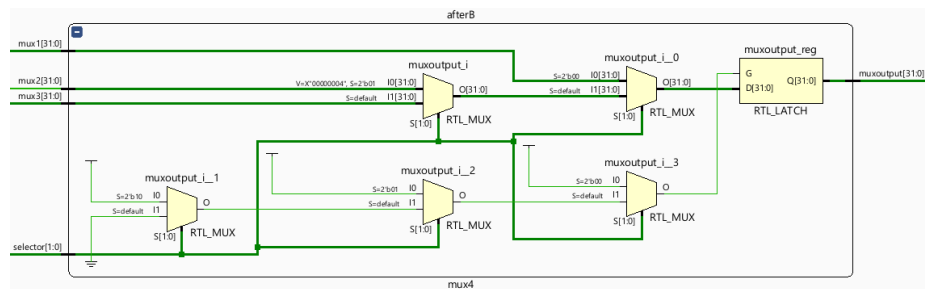 afterB
mux1[31:0]
mux2[31:0]
mux3[31:0]
selector[1:0]
muxoutput_i
V=X"00000004", S=2'b01 I0[31:0]
S=default I1[31:0]
O[31:0]
S[1:0]
RTL_MUX
muxoutput_i__0
S=2'b00 I0[31:0]
S=default I1[31:0]
O[31:0]
S[1:0]
RTL_MUX
muxoutput_reg
G
D[31:0]
Q[31:0]
RTL_LATCH
muxoutput[31:0]
muxoutput_i__1
S=2'b10 I0
S=default I1
O
S[1:0]
RTL_MUX
muxoutput_i__2
S=2'b01 I0
S=default I1
O
S[1:0]
RTL_MUX
muxoutput_i__3
S=2'b00 I0
S=default I1
O
S[1:0]
RTL_MUX
mux4